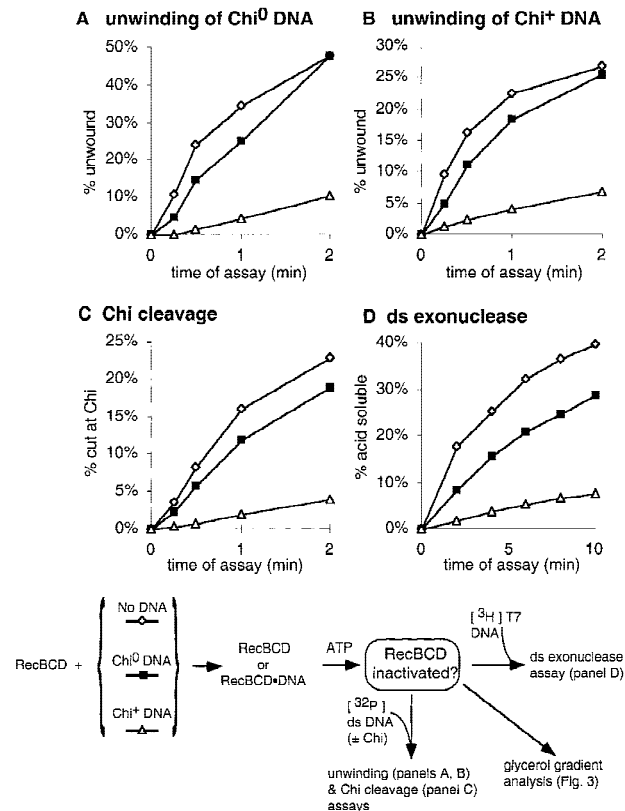 A unwinding of Chi0 DNA
50%
40%
30%
20%
10%
0%
% unwound
0
1
2
time of assay (min)
B unwinding of Chi+ DNA
30%
25%
20%
15%
10%
5%
0%
% unwound
0
1
2
time of assay (min)
C Chi cleavage
25%
20%
15%
10%
5%
0%
% cut at Chi
0
1
2
time of assay (min)
D ds exonuclease
40%
30%
20%
10%
0%
% acid soluble
0
5
10
time of assay (min)
RecBCD +
No DNA
Chi0 DNA
Chi+ DNA
RecBCD
or
RecBCD•DNA
ATP
RecBCD
inactivated?
[3H] T7
DNA
ds exonuclease
assay (panel D)
[32p]
ds DNA
(± Chi)
unwinding (panels A, B)
& Chi cleavage (panel C)
assays
glycerol gradient
analysis (Fig. 3)